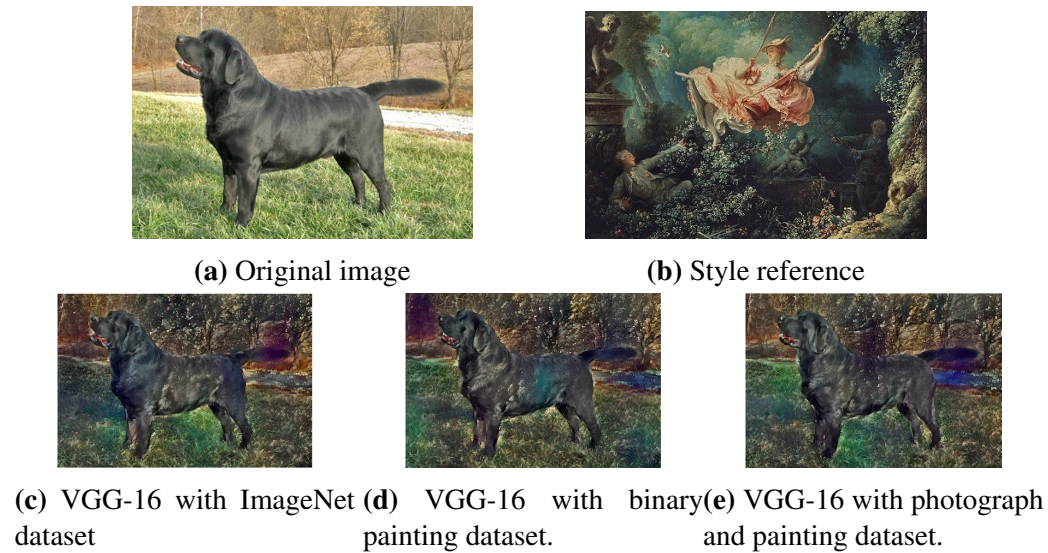 (a) Original image
(b) Style reference
(c) VGG-16 with ImageNet
dataset
(d) VGG-16 with binary
painting dataset.
(e) VGG-16 with photograph
and painting dataset.